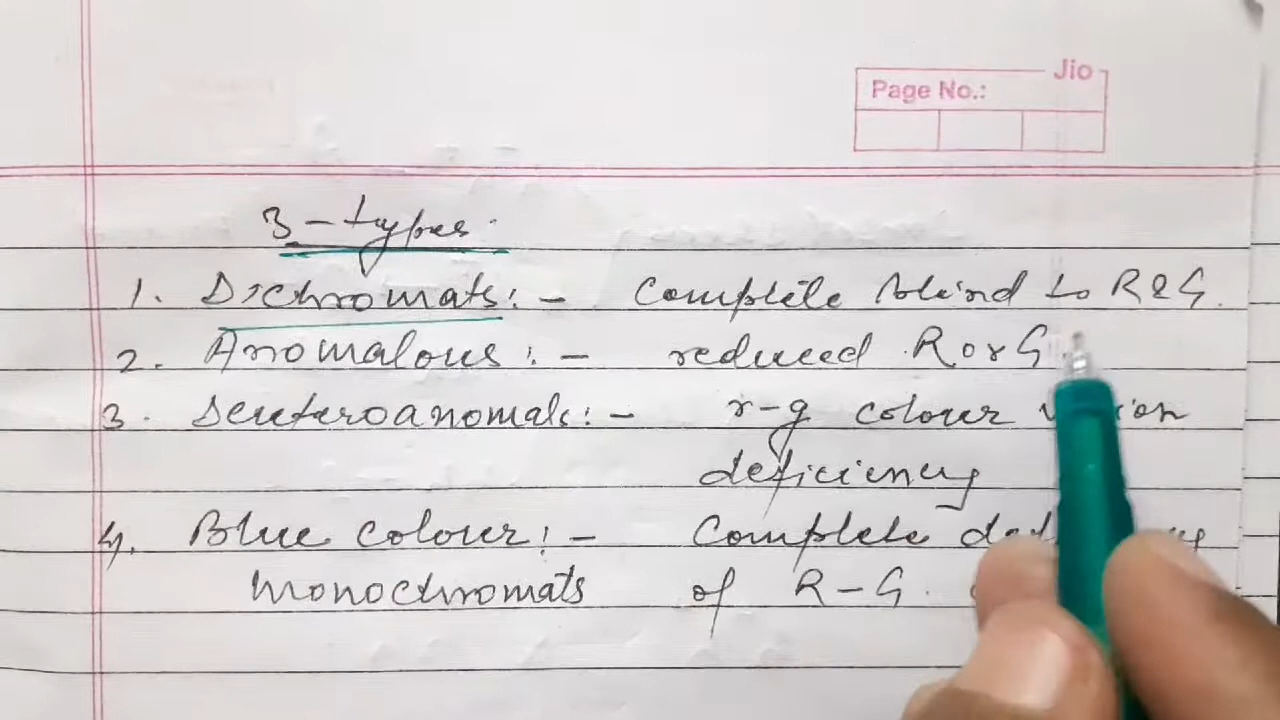 Jio
Page No.:
3 - types.
1. Dichromats: - Complete blind to R & G.
2. Anomalous: - reduced R or G
3. Deuteroanomals: - r-g colour
deficiency
4. Blue colour: - Complete
monochromats of R-G.